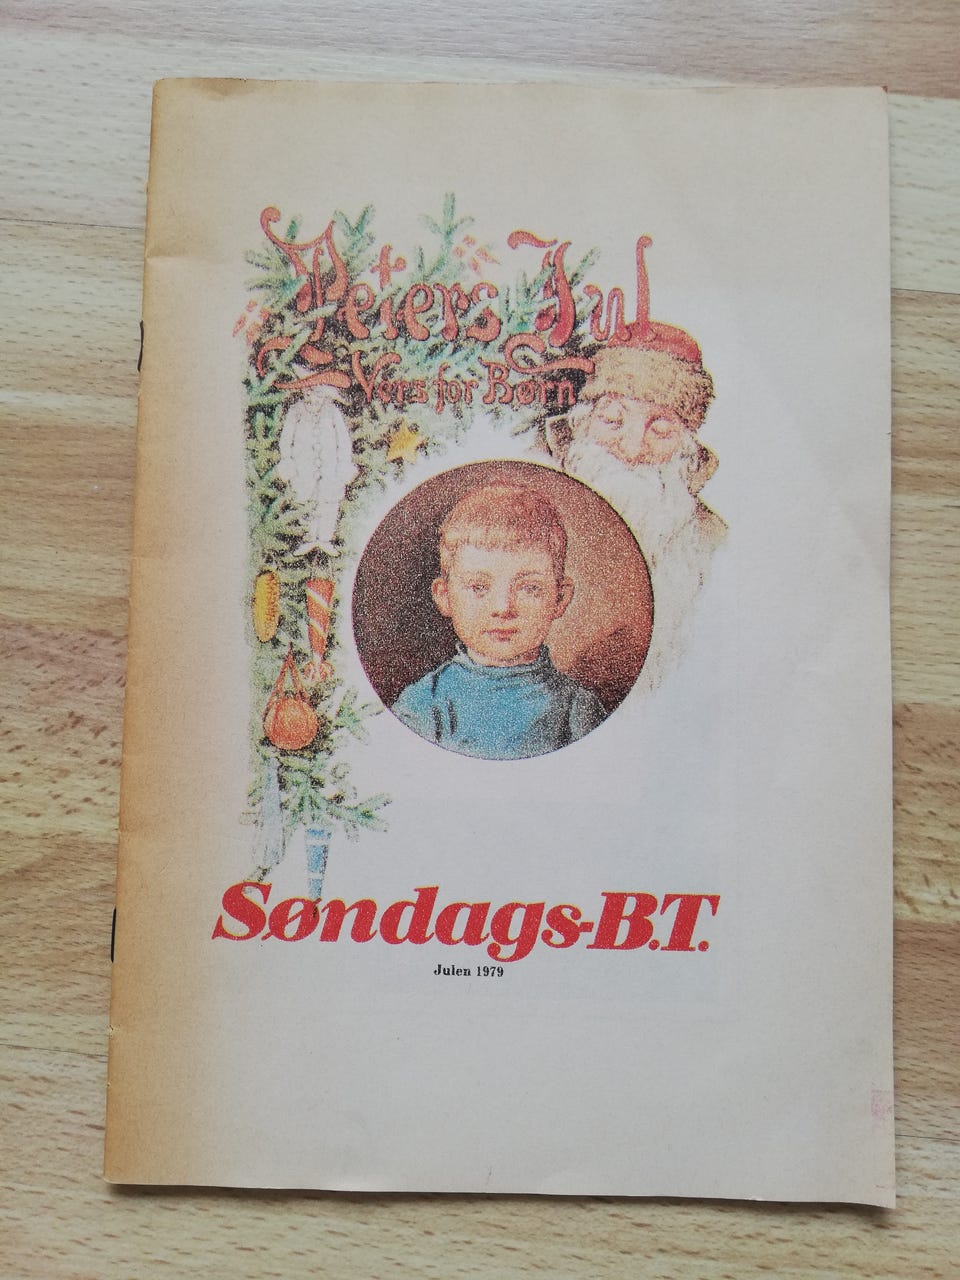 Peters Jul
Vers for Børn
Søndags-B.T.
Julen 1979